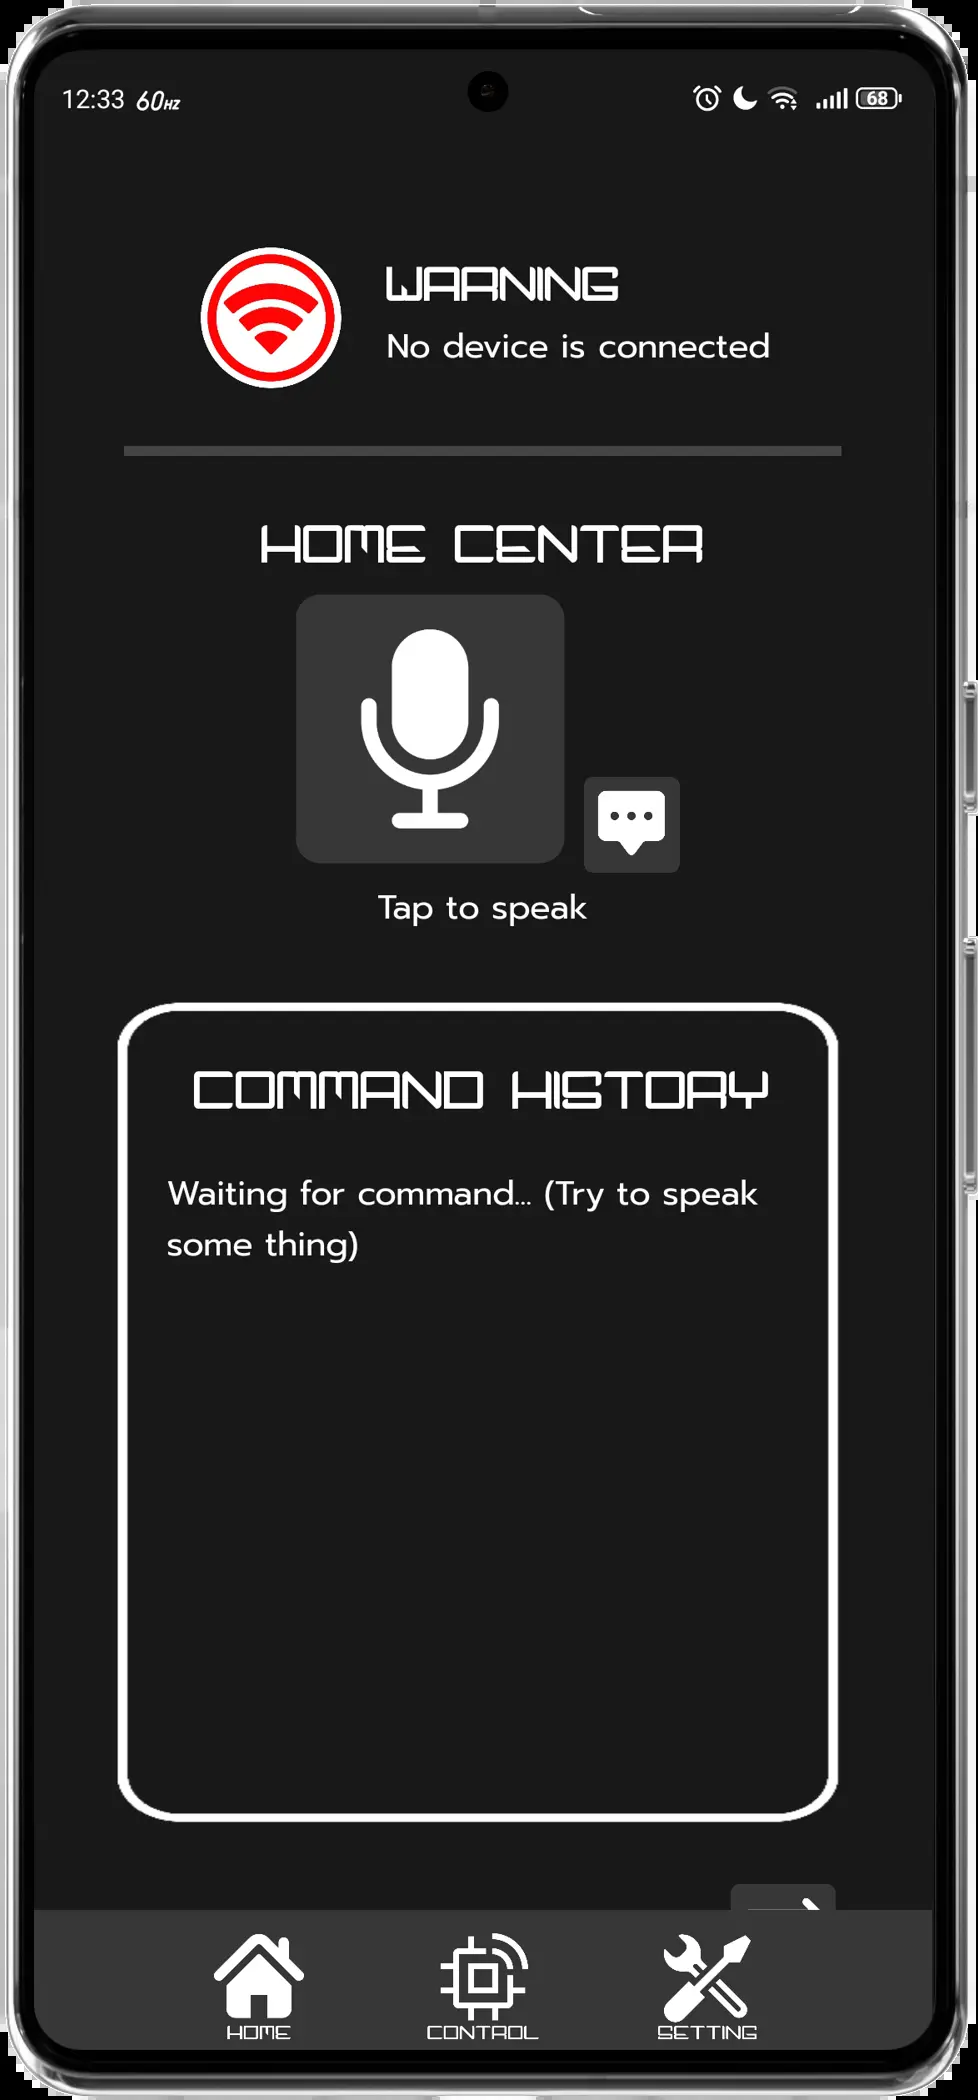 12:33 60HZ
68
WARNING
No device is connected
HOME CENTER
Tap to speak
COMMAND HISTORY
Waiting for command... (Try to speak
some thing)
HOME
CONTROL
SETTING